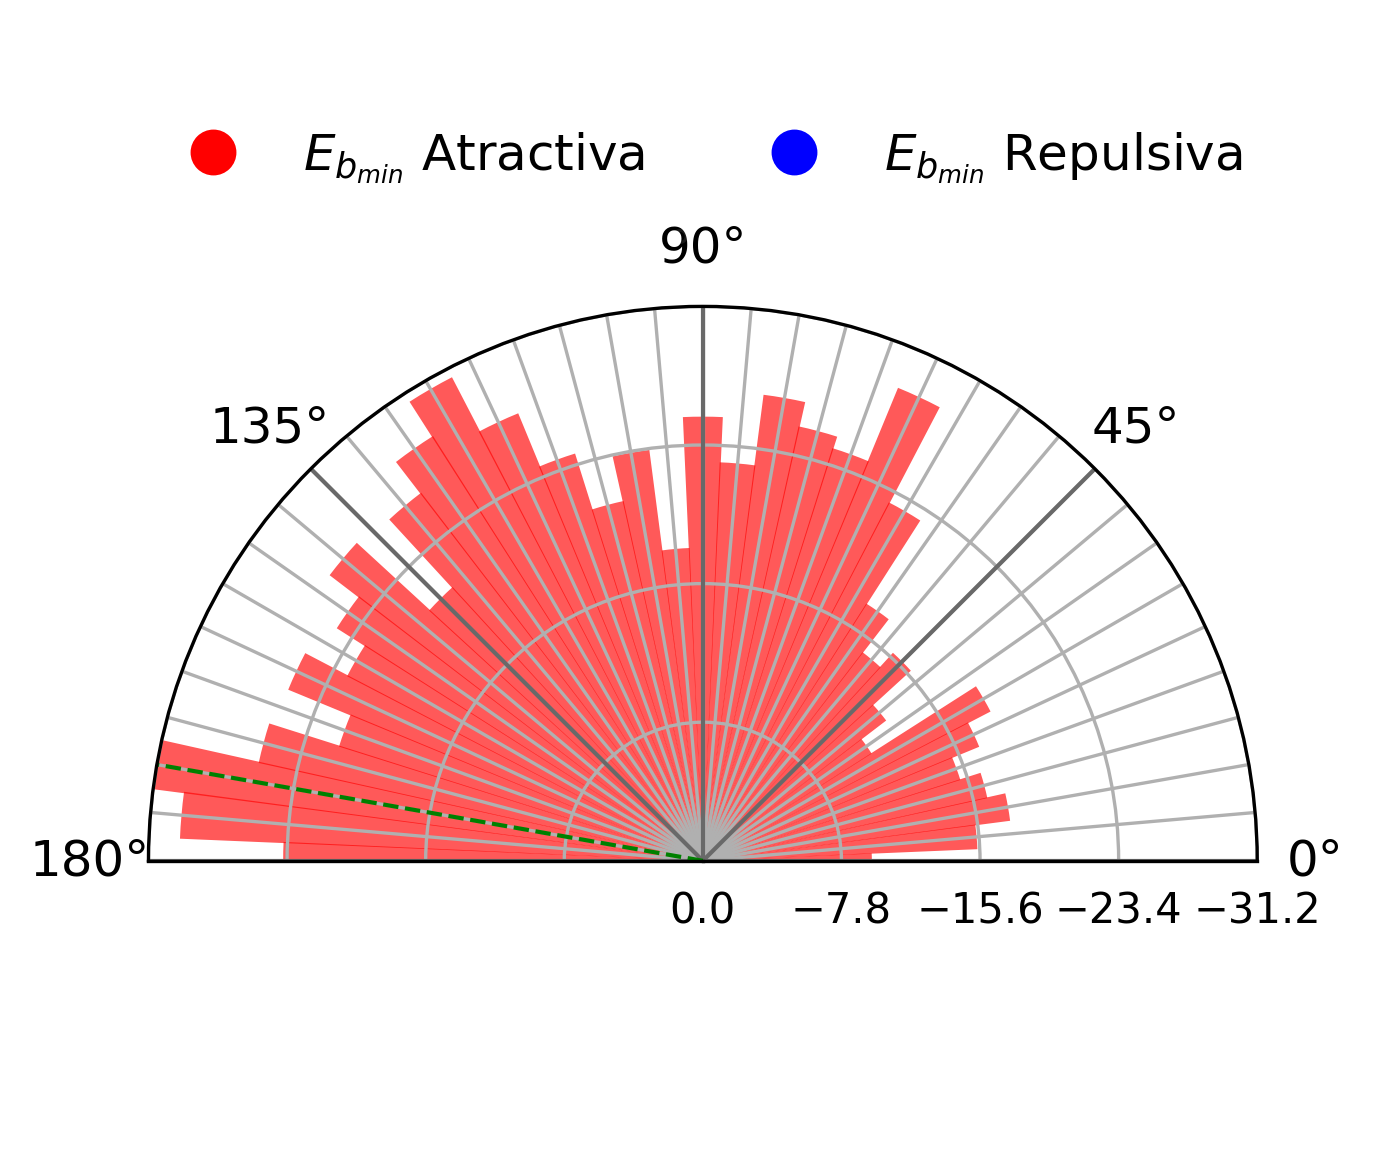 E_{b_{min}} Atractiva E_{b_{min}} Repulsiva
90°
135° 45°
180° 0°
0.0 −7.8 −15.6 −23.4 −31.2